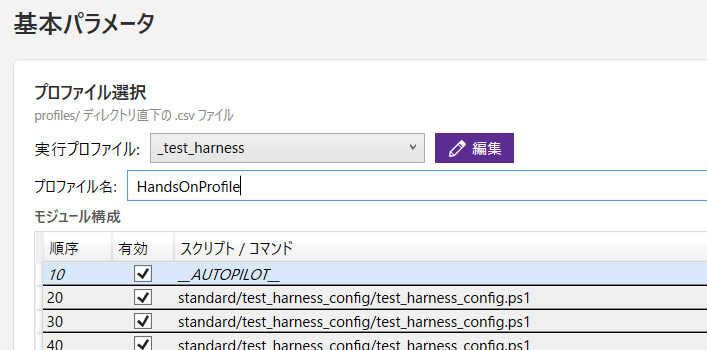 基本パラメータ
プロファイル選択
profiles/ ディレクトリ直下の .csv ファイル
実行プロファイル: _test_harness 編集
プロファイル名: HandsOnProfile
モジュール構成
順序 有効 スクリプト / コマンド
10 __AUTOPILOT__
20 standard/test_harness_config/test_harness_config.ps1
30 standard/test_harness_config/test_harness_config.ps1
40 standard/test_harness_config/test_harness_config.ps1